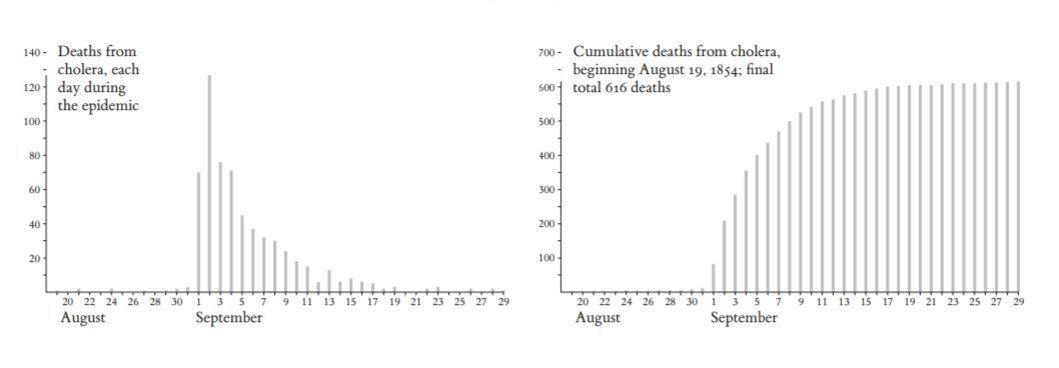 140 - Deaths from
cholera, each
120 day during
the epidemic
100
80
60
40
20
20 22 24 26 28 30 1 3 5 7 9 11 13 15 17 19 21 23 25 27 29
August September
700 - Cumulative deaths from cholera,
beginning August 19, 1854; final
600 total 616 deaths
500
400
300
200
100
20 22 24 26 28 30 1 3 5 7 9 11 13 15 17 19 21 23 25 27 29
August September